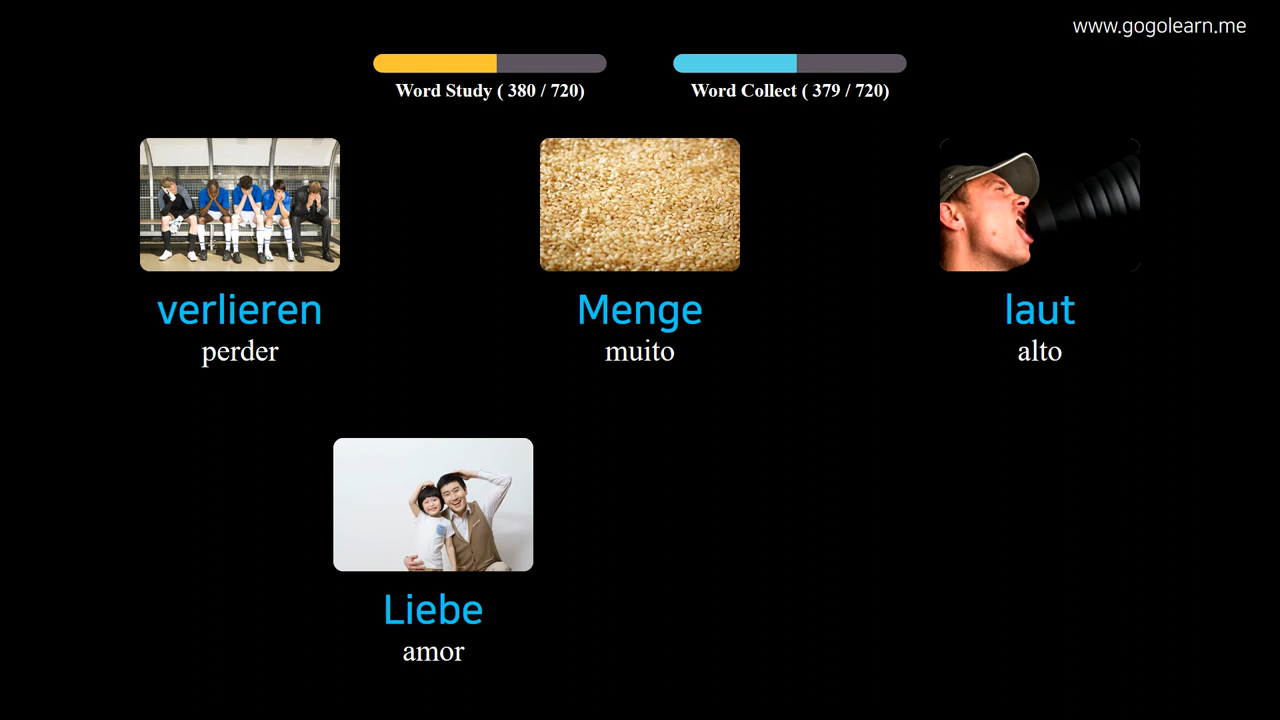 www.gogolearn.me
Word Study ( 380 / 720)
Word Collect ( 379 / 720)
verlieren
perder
Menge
muito
laut
alto
Liebe
amor